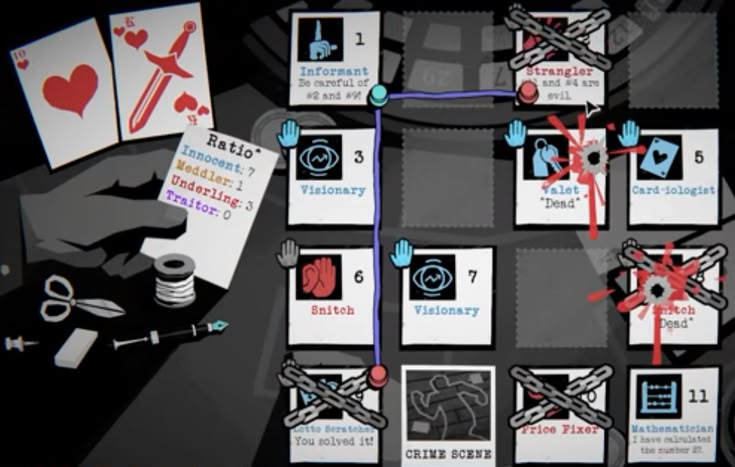 10
K
K
Ratio*
Innocent: 7
Meddler: 1
Underling: 3
Traitor: 0
1
Informant
Be careful of
#2 and #9!
Strangler
and #4 are
evil.
3
Visionary
Valet
"Dead"
5
Card-iologist
6
Snitch
7
Visionary
Dead"
Lotto Scratcher
You solved it!
CRIME SCENE
Price Fixer
11
Mathematician
I have calculated
the number 27.